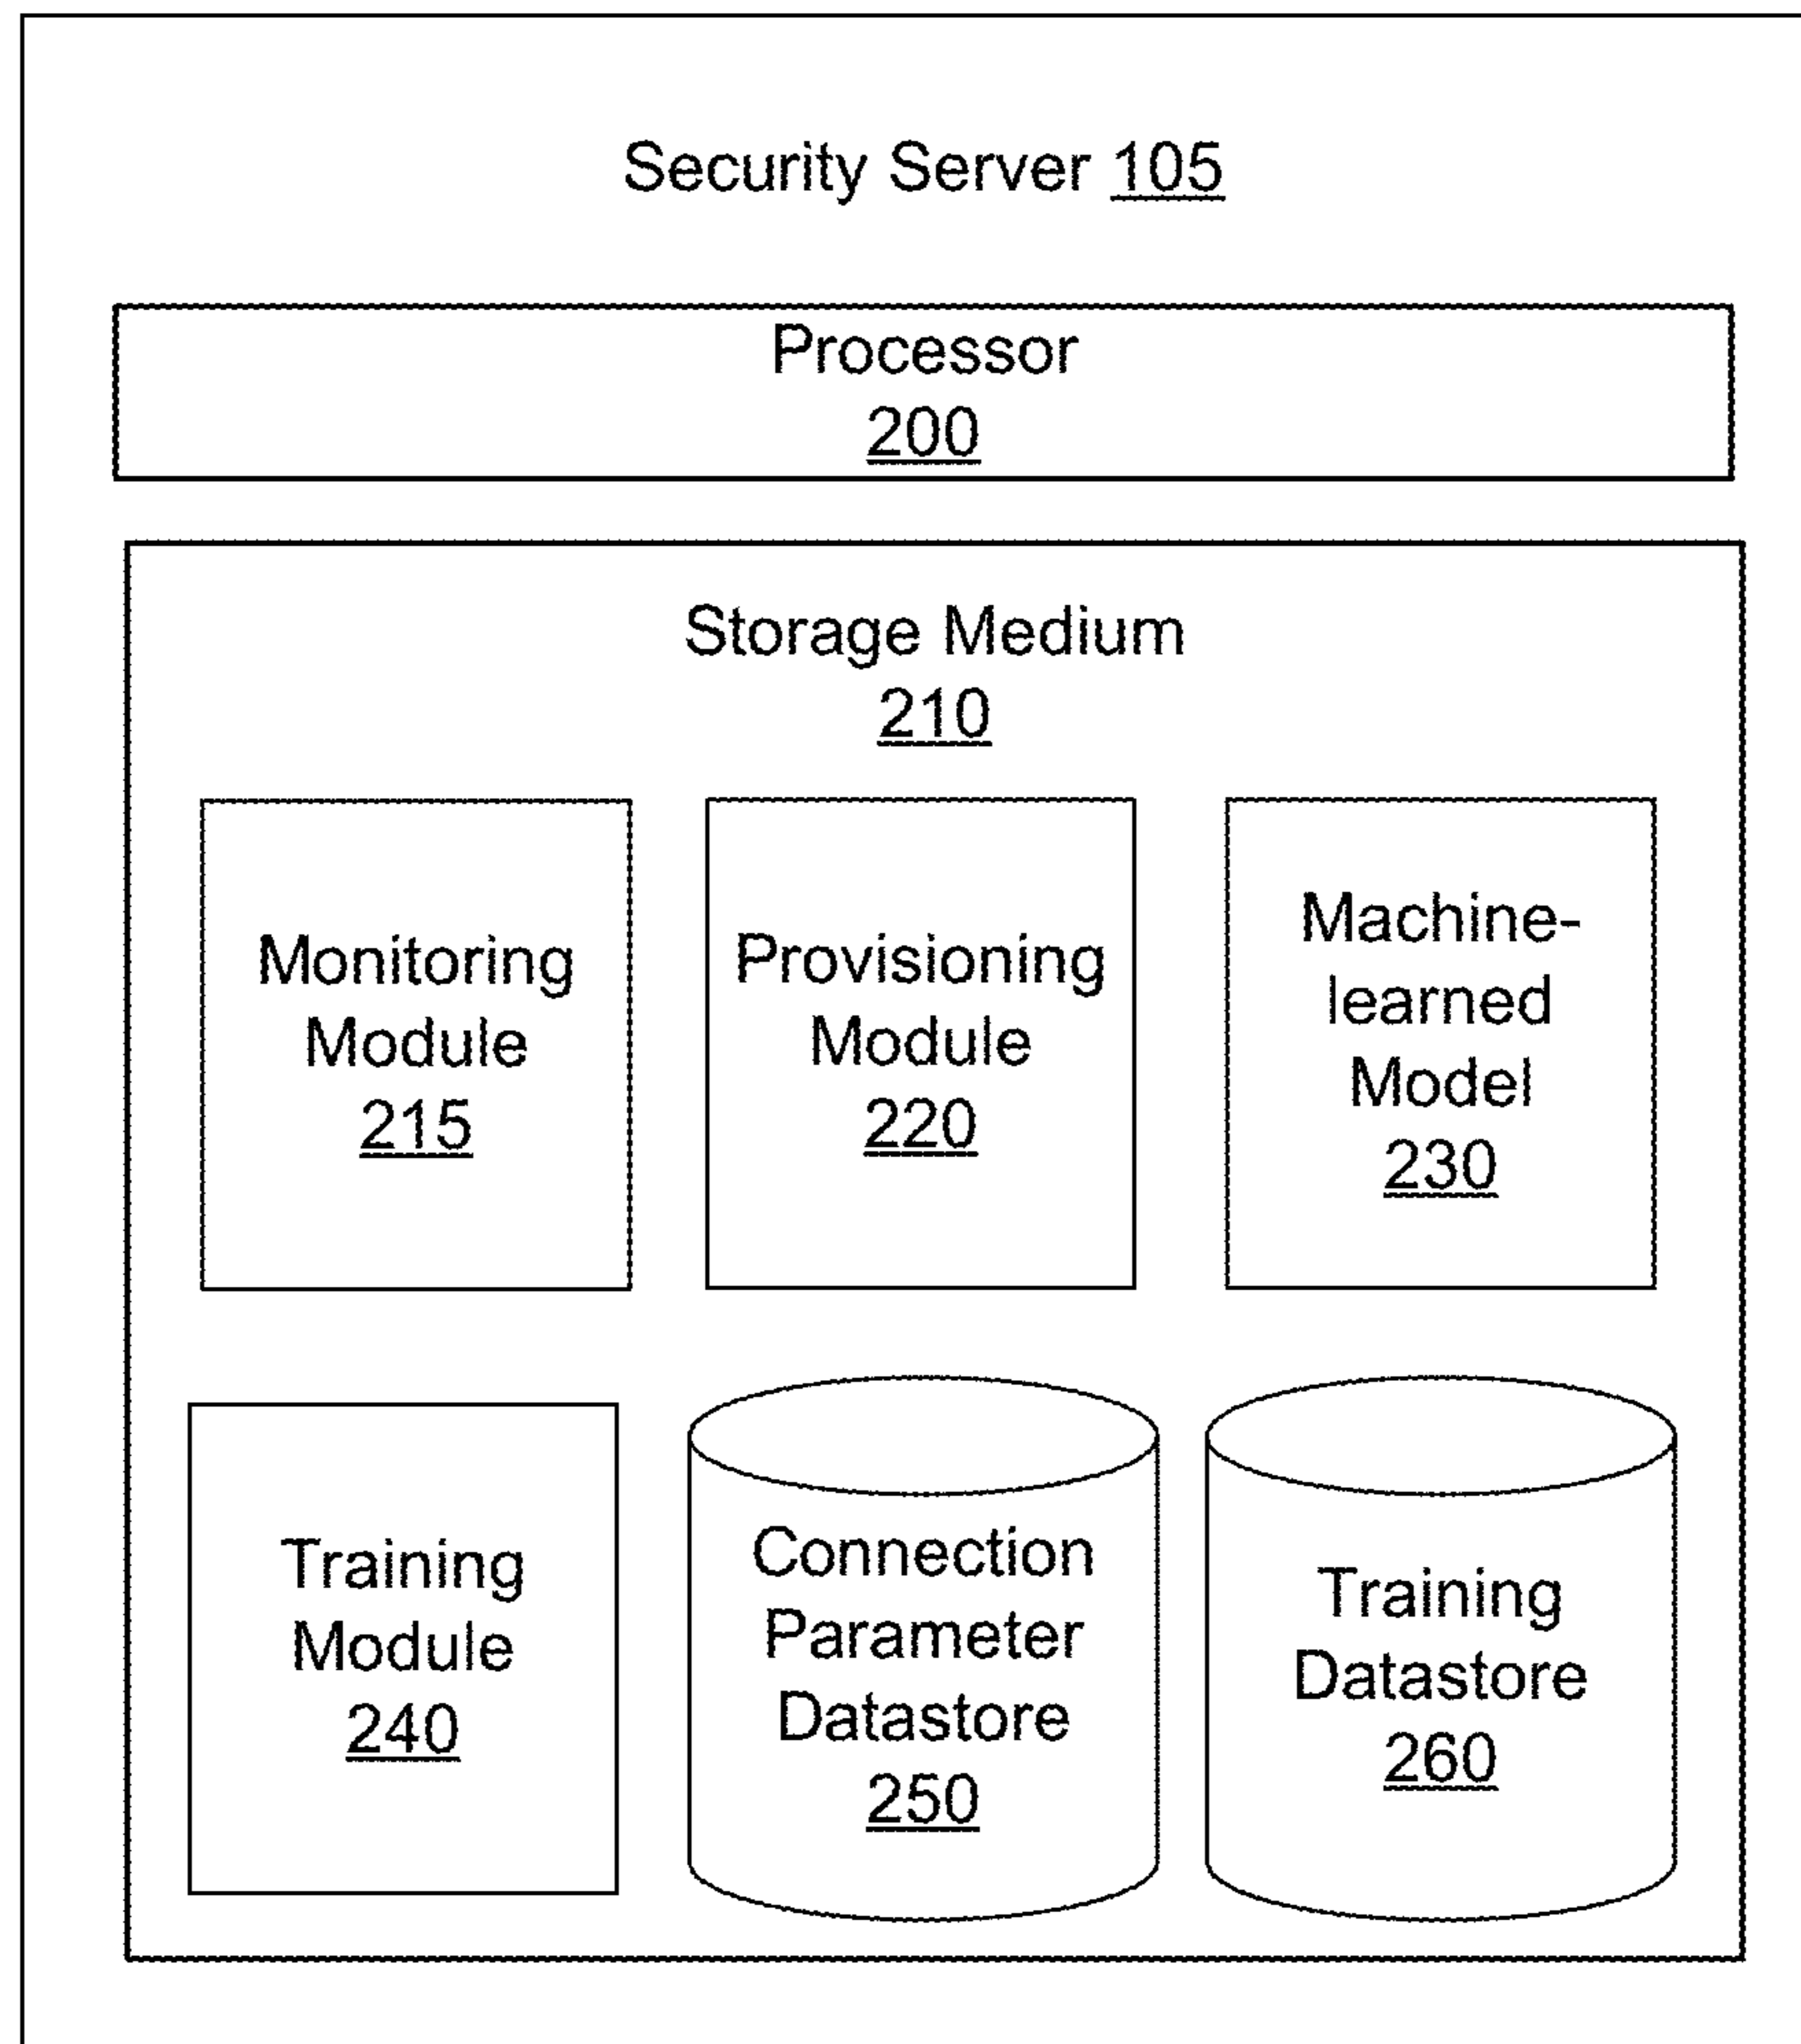 Security Server 105
Processor
200
Storage Medium
210
Monitoring
Module
215
Provisioning
Module
220
Machine-
learned
Model
230
Training
Module
240
Connection
Parameter
Datastore
250
Training
Datastore
260